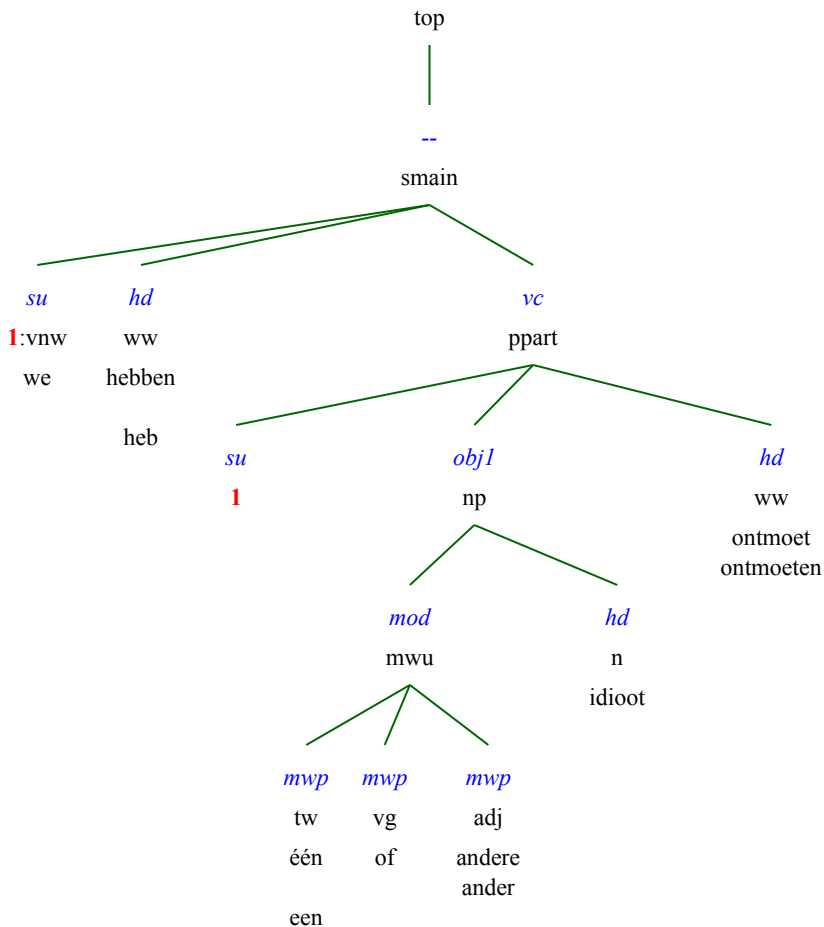 top
--
smain
su hd vc
1:vnw ww ppart
we hebben
heb
su obj1 hd
1 np ww
ontmoet
ontmoeten
mod hd
mwu n
idioot
mwp mwp mwp
tw vg adj
één of andere
ander
een